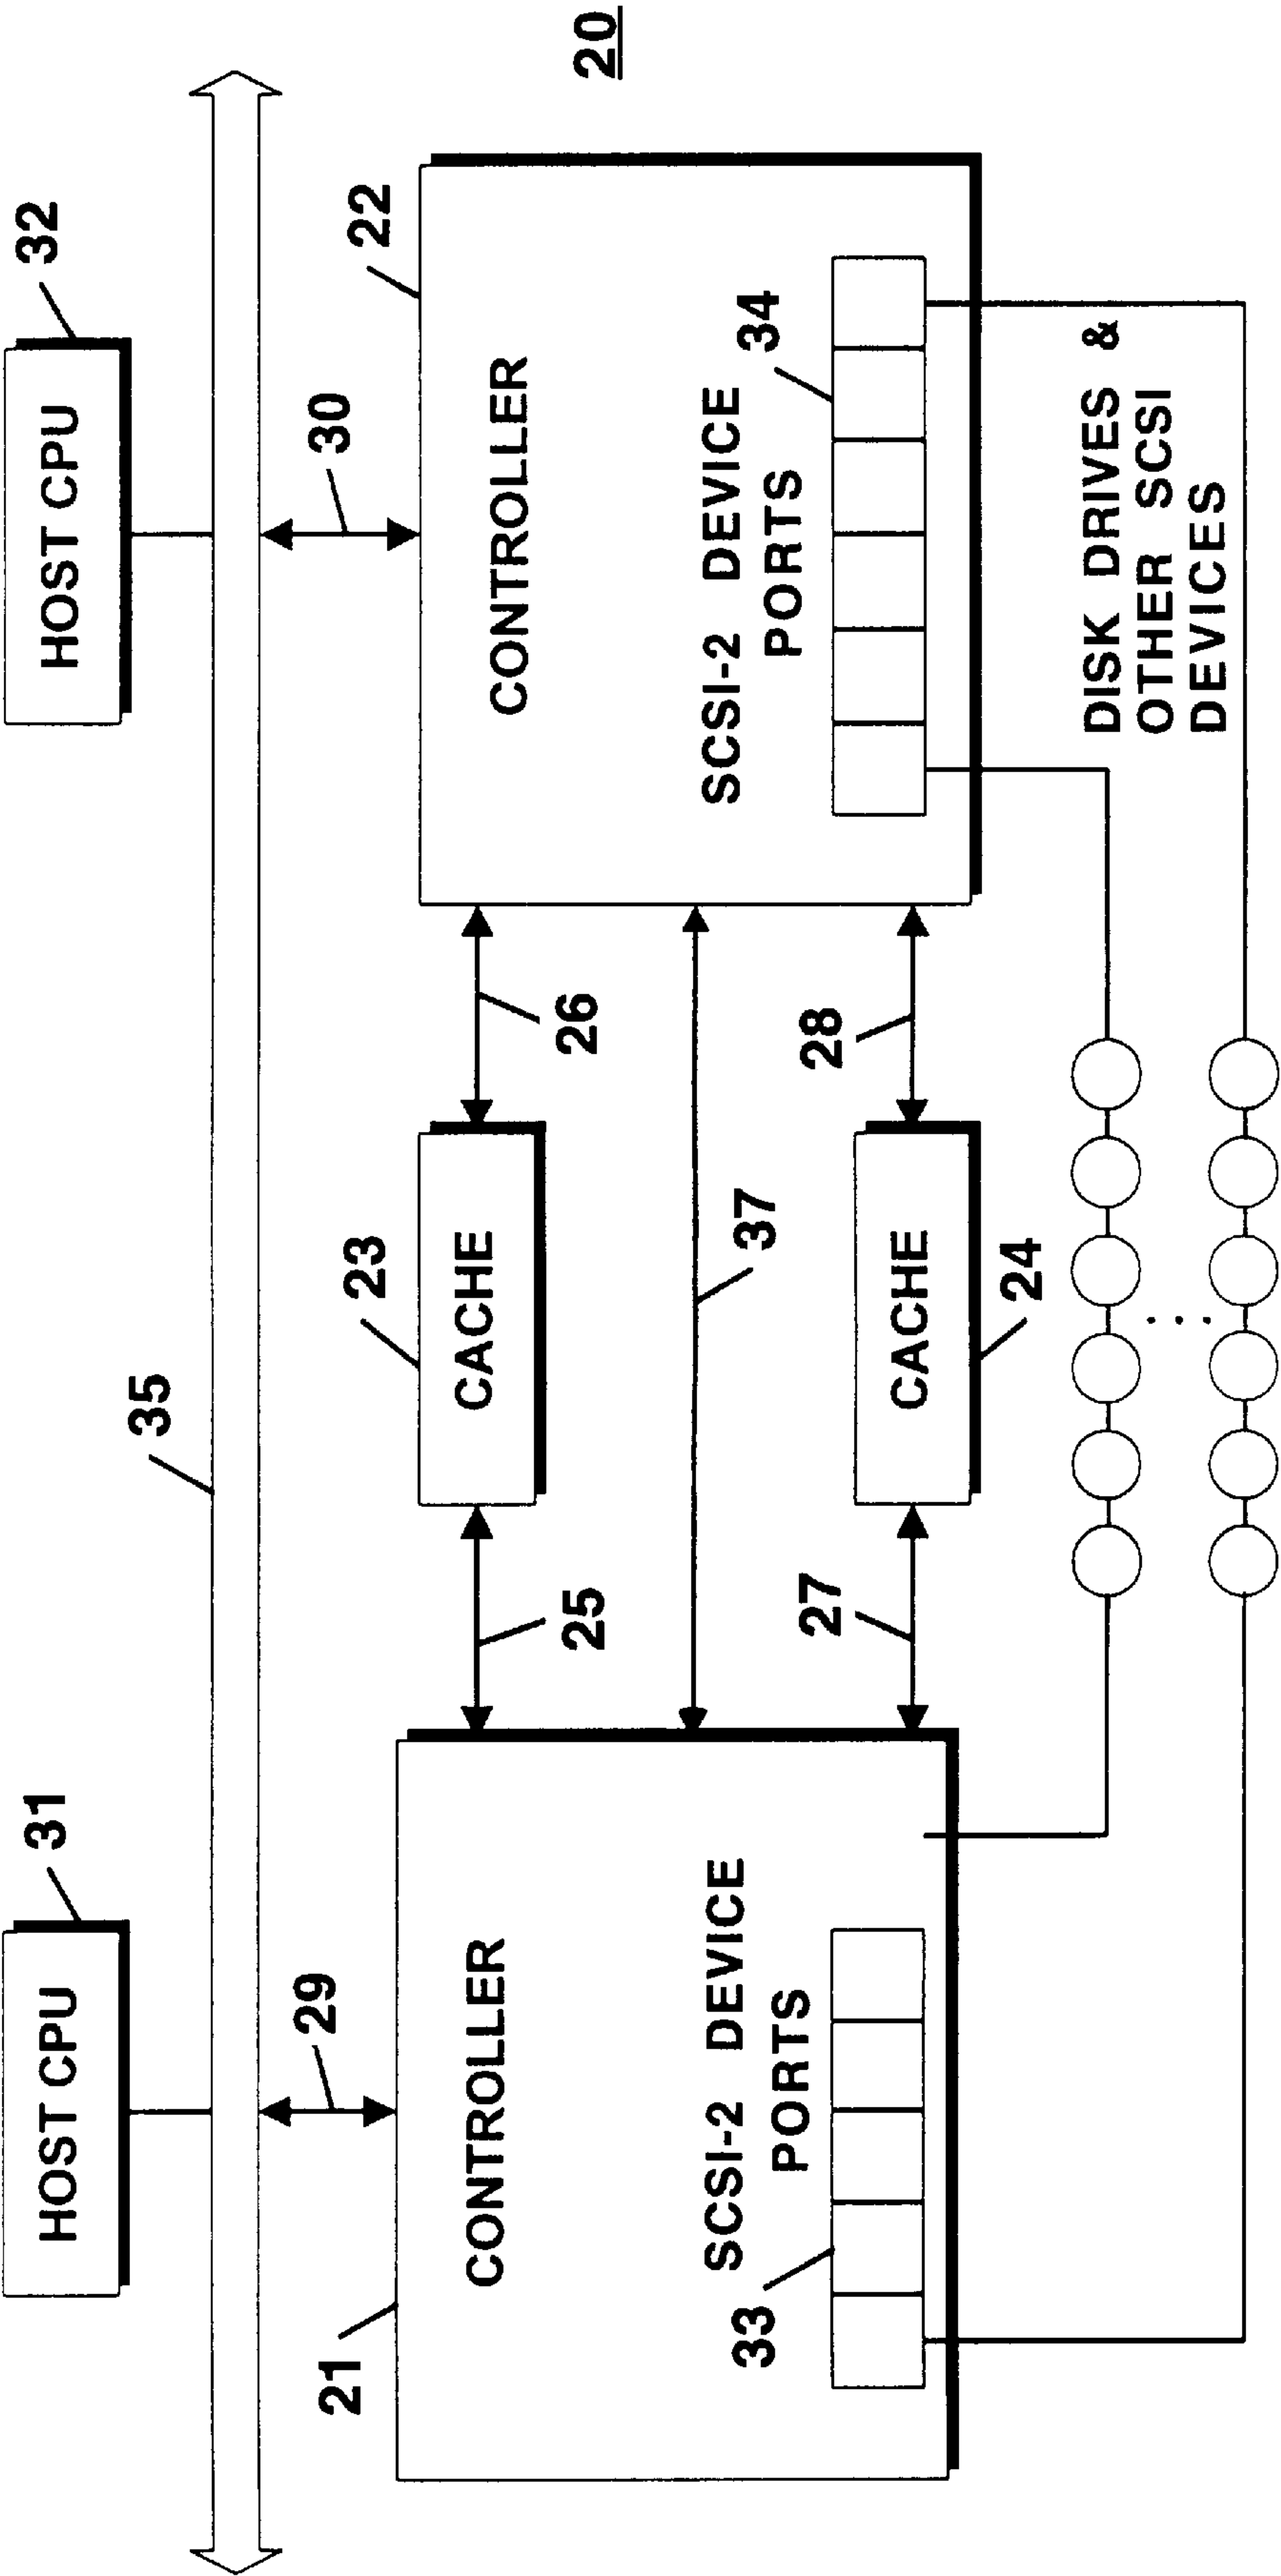 HOST CPU
31
HOST CPU
32
35
29
30
20
21
CONTROLLER
SCSI-2 DEVICE
PORTS
33
25
23
CACHE
26
37
27
CACHE
24
28
22
CONTROLLER
SCSI-2 DEVICE
PORTS
34
DISK DRIVES &
OTHER SCSI
DEVICES
. . .